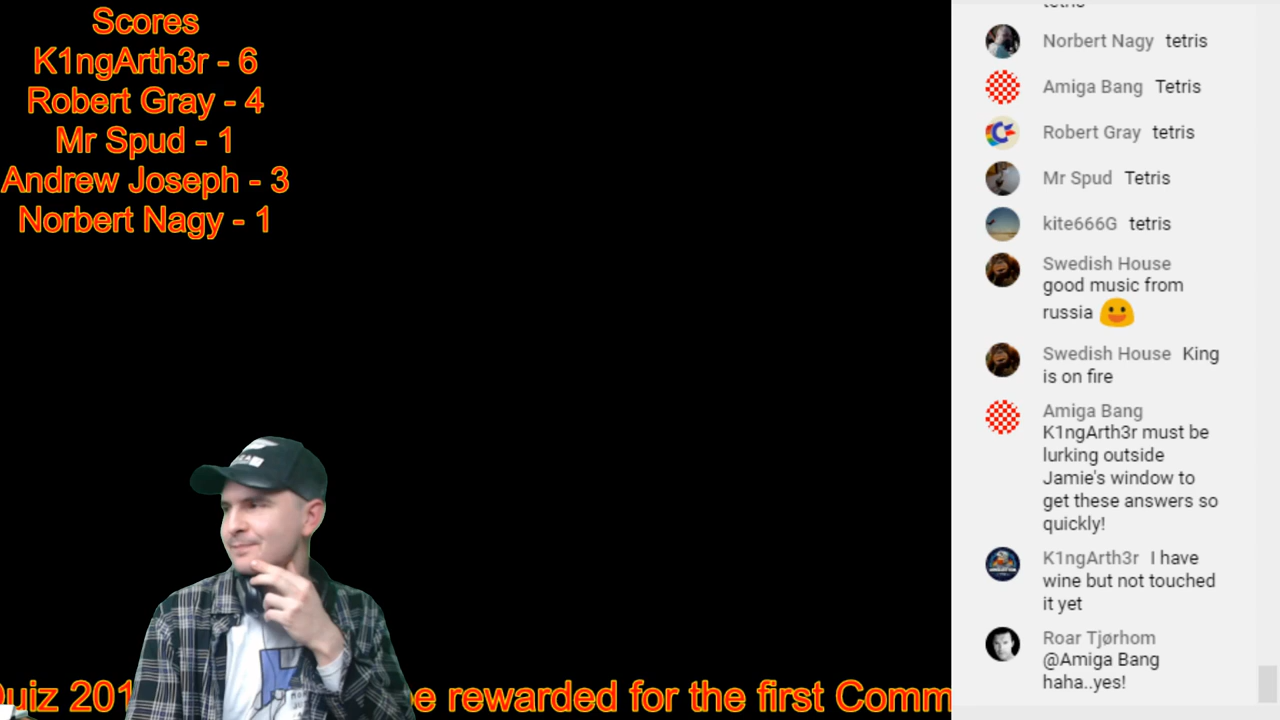 Scores
K1ngArth3r - 6
Robert Gray - 4
Mr Spud - 1
Andrew Joseph - 3
Norbert Nagy - 1
be rewarded for the first
Norbert Nagy tetris
Amiga Bang Tetris
Robert Gray tetris
Mr Spud Tetris
kite666G tetris
Swedish House
good music from
russia
Swedish House King
is on fire
Amiga Bang
K1ngArth3r must be
lurking outside
Jamie's window to
get these answers so
quickly!
K1ngArth3r I have
wine but not touched
it yet
Roar Tjørhom
@Amiga Bang
haha..yes!